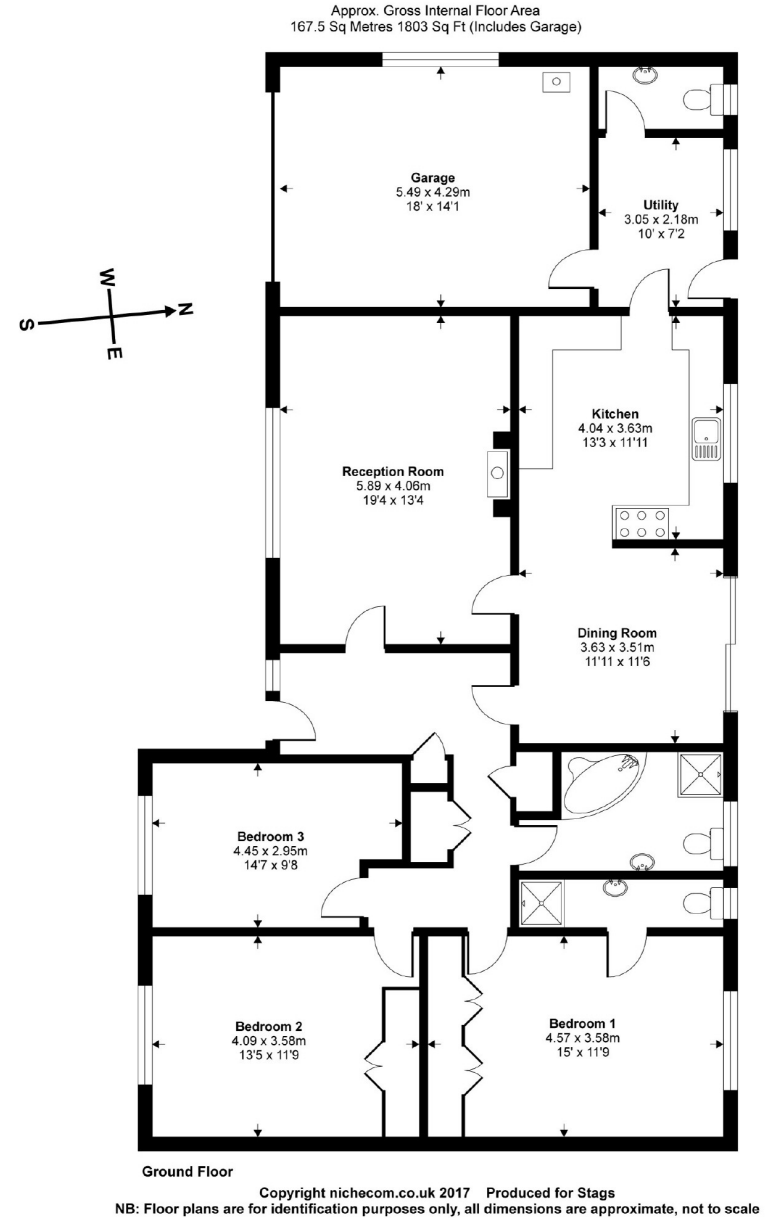 Approx. Gross Internal Floor Area
167.5 Sq Metres 1803 Sq Ft (Includes Garage)
Garage
5.49 x 4.29m
18' x 14'1
Utility
3.05 x 2.18m
10' x 7'2
W
N
S
E
Kitchen
4.04 x 3.63m
13'3 x 11'11
Reception Room
5.89 x 4.06m
19'4 x 13'4
Dining Room
3.63 x 3.51m
11'11 x 11'6
Bedroom 3
4.45 x 2.95m
14'7 x 9'8
Bedroom 2
4.09 x 3.58m
13'5 x 11'9
Bedroom 1
4.57 x 3.58m
15' x 11'9
Ground Floor
Copyright nichecom.co.uk 2017 Produced for Stags
NB: Floor plans are for identification purposes only, all dimensions are approximate, not to scale